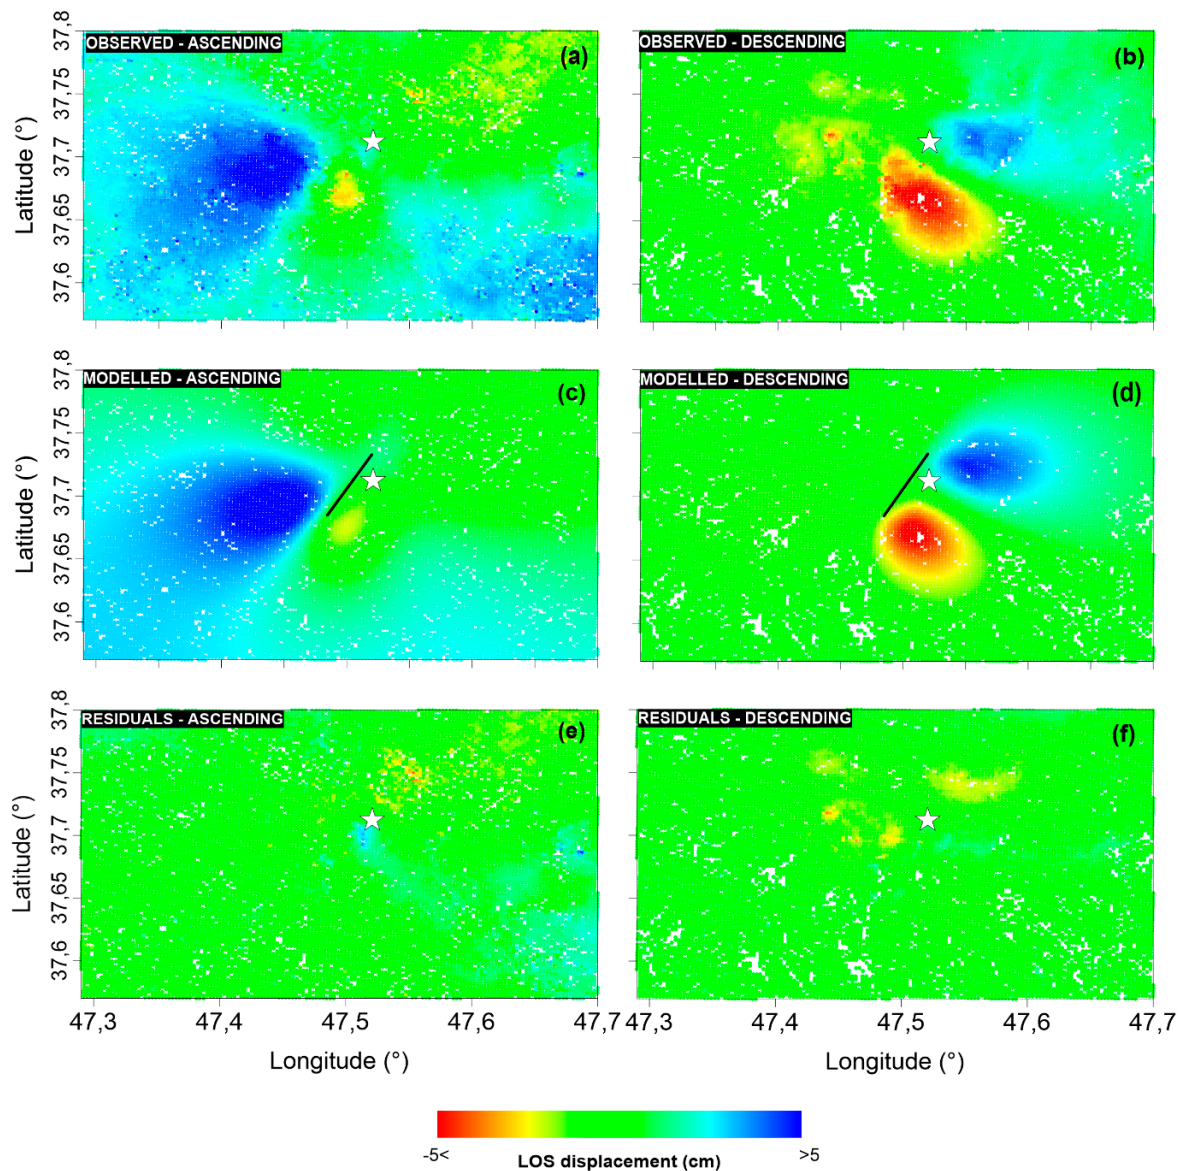 OBSERVED - ASCENDING
(a)
OBSERVED - DESCENDING
(b)
Latitude (°)
37,8
37,75
37,7
37,65
37,6
MODELLED - ASCENDING
(c)
MODELLED - DESCENDING
(d)
Latitude (°)
37,8
37,75
37,7
37,65
37,6
RESIDUALS - ASCENDING
(e)
RESIDUALS - DESCENDING
(f)
Latitude (°)
37,8
37,75
37,7
37,65
37,6
47,3 47,4 47,5 47,6 47,7 47,3 47,4 47,5 47,6 47,7
Longitude (°) Longitude (°)
-5< >5
LOS displacement (cm)